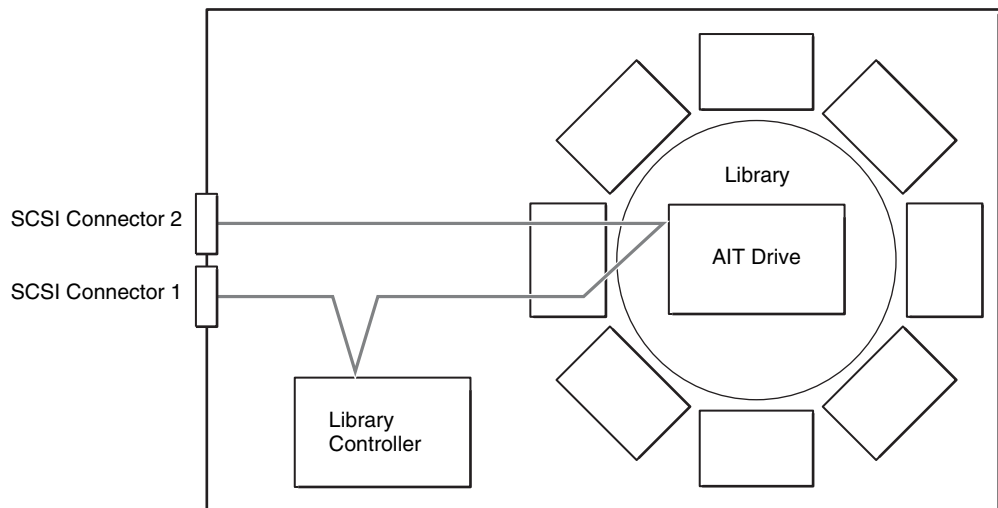 Library
SCSI Connector 2
AIT Drive
SCSI Connector 1
Library
Controller